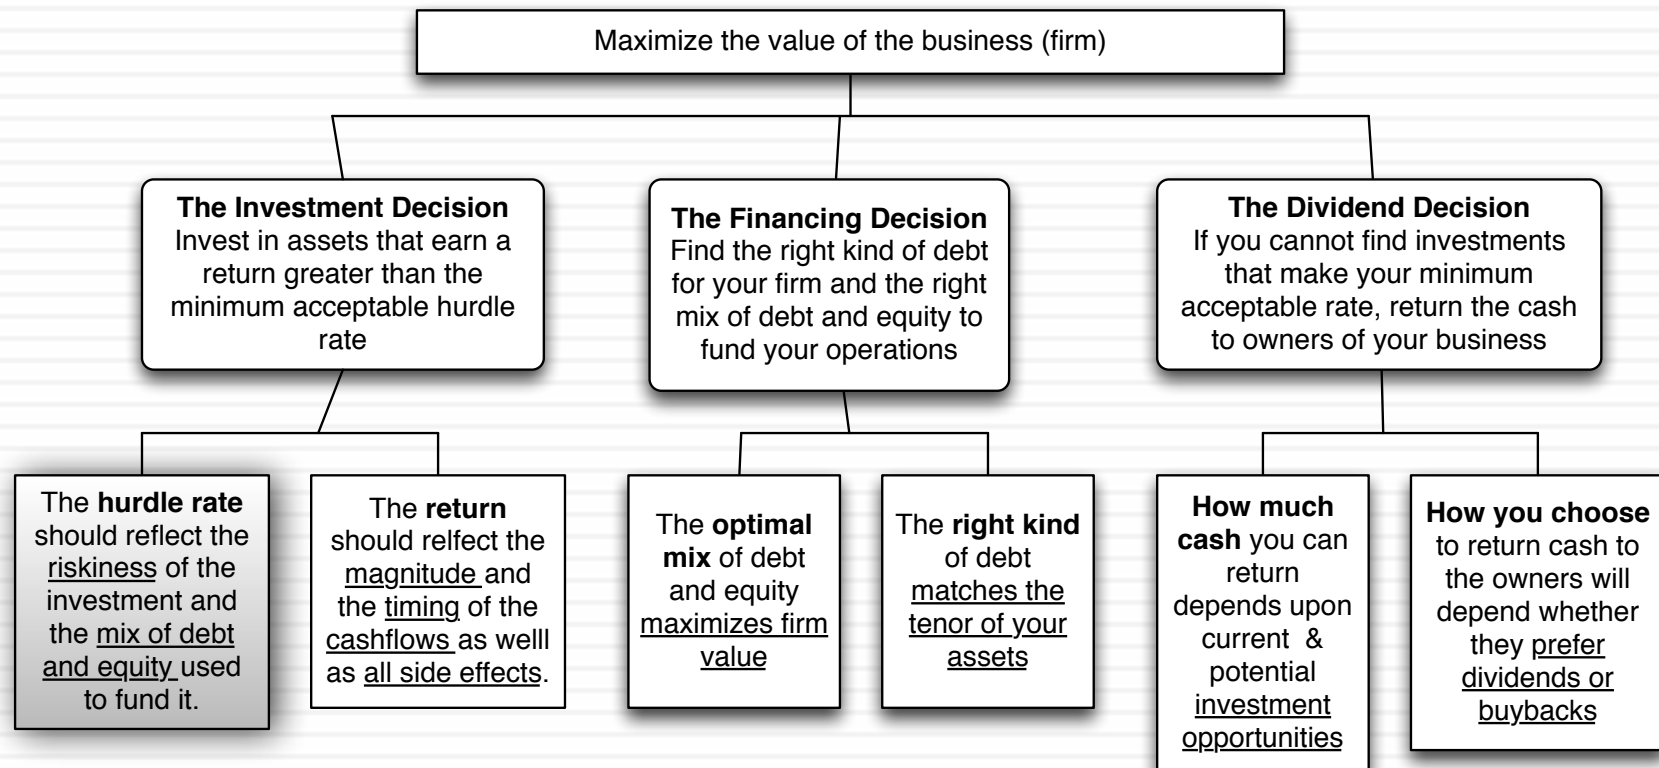 Maximize the value of the business (firm)
The Investment Decision
Invest in assets that earn a
return greater than the
minimum acceptable hurdle
rate
The Financing Decision
Find the right kind of debt
for your firm and the right
mix of debt and equity to
fund your operations
The Dividend Decision
If you cannot find investments
that make your minimum
acceptable rate, return the cash
to owners of your business
The hurdle rate
should reflect the
riskiness of the
investment and
the mix of debt
and equity used
to fund it.
The return
should relfect the
magnitude and
the timing of the
cashflows as welll
as all side effects.
The optimal
mix of debt
and equity
maximizes firm
value
The right kind
of debt
matches the
tenor of your
assets
How much
cash you can
return
depends upon
current & 
potential
investment
opportunities
How you choose
to return cash to
the owners will
depend whether
they prefer
dividends or
buybacks